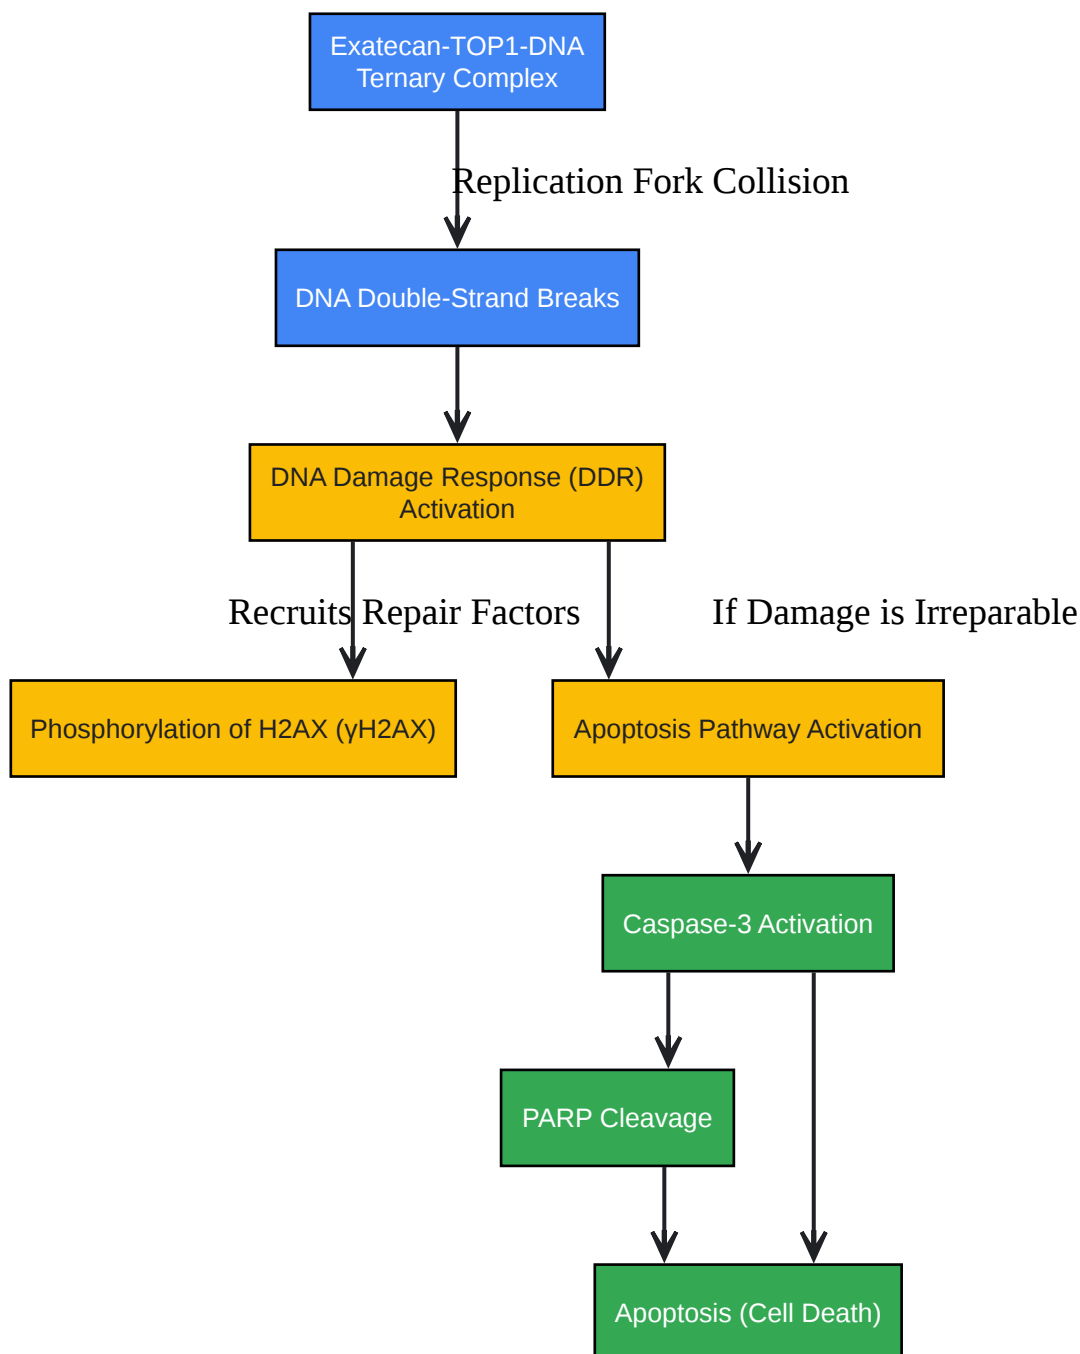 Exatecan-TOP1-DNA
Ternary Complex
Replication Fork Collision
DNA Double-Strand Breaks
DNA Damage Response (DDR)
Activation
Recruits Repair Factors
If Damage is Irreparable
Phosphorylation of H2AX (γH2AX)
Apoptosis Pathway Activation
Caspase-3 Activation
PARP Cleavage
Apoptosis (Cell Death)